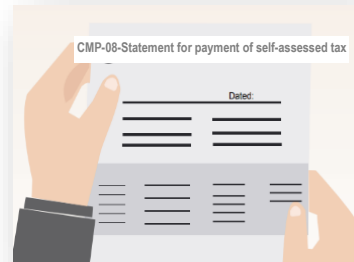 CMP-08-Statement for payment of self-assessed tax
Dated: